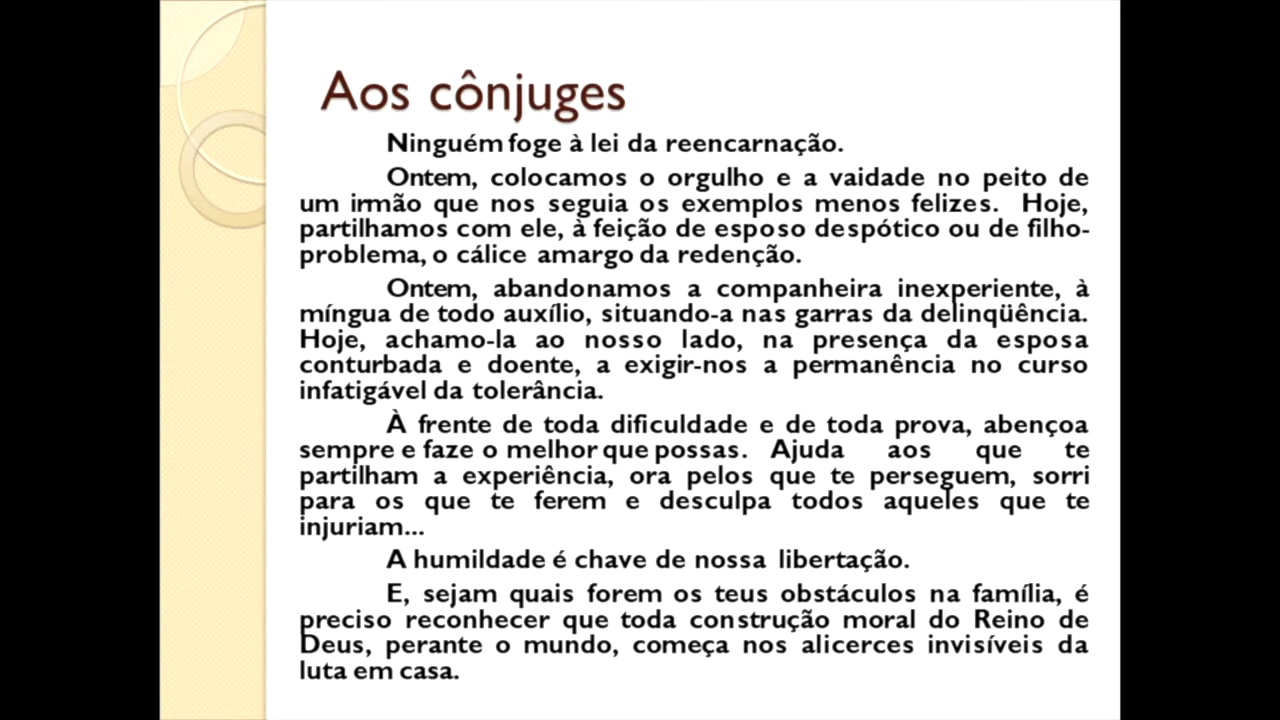 Aos cônjuges
Ninguém foge à lei da reencarnação.
Ontem, colocamos o orgulho e a vaidade no peito de
um irmão que nos seguia os exemplos menos felizes. Hoje,
partilhamos com ele, à feição de esposo despótico ou de filho-
problema, o cálice amargo da redenção.
Ontem, abandonamos a companheira inexperiente, à
míngua de todo auxílio, situando-a nas garras da delinqüência.
Hoje, achamo-la ao nosso lado, na presença da esposa
conturbada e doente, a exigir-nos a permanência no curso
infatigável da tolerância.
À frente de toda dificuldade e de toda prova, abençoa
sempre e faze o melhor que possas. Ajuda aos que te
partilham a experiência, ora pelos que te perseguem, sorri
para os que te ferem e desculpa todos aqueles que te
injuriam...
A humildade é chave de nossa libertação.
E, sejam quais forem os teus obstáculos na família, é
preciso reconhecer que toda construção moral do Reino de
Deus, perante o mundo, começa nos alicerces invisíveis da
luta em casa.